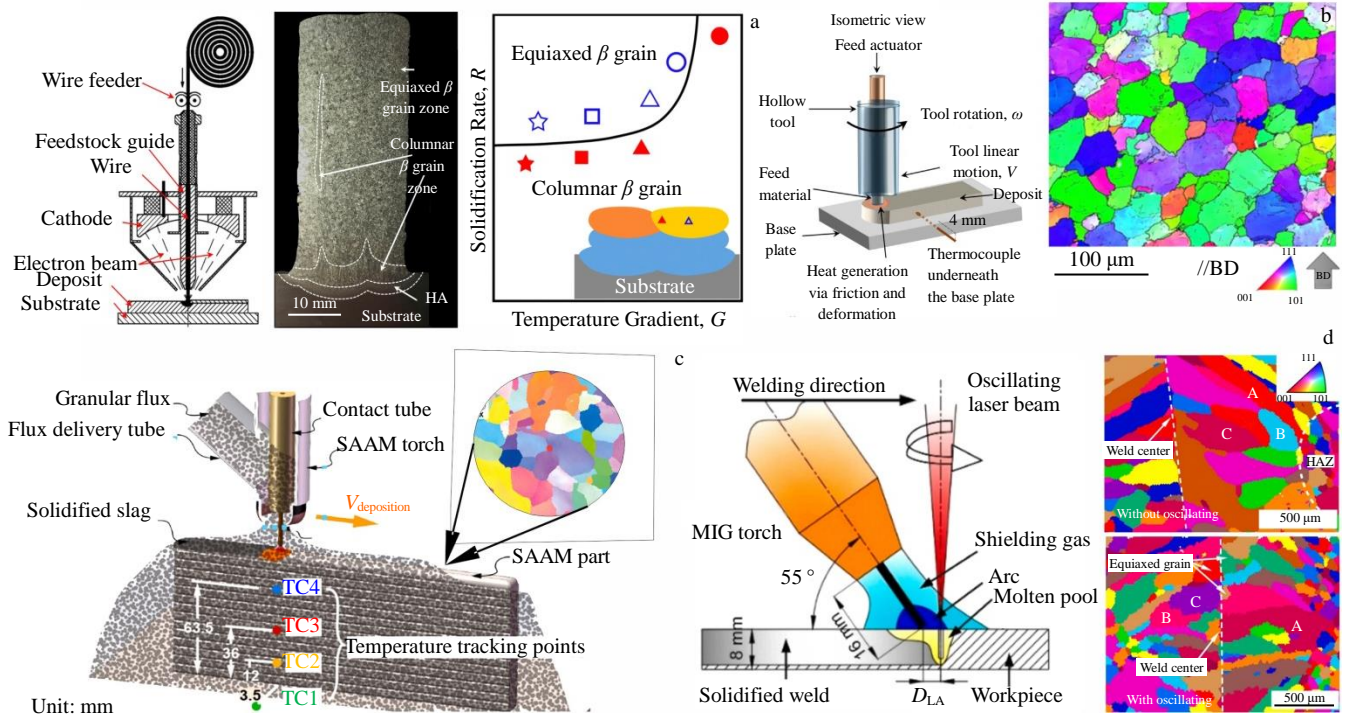 a
Wire feeder
Feedstock guide
Wire
Cathode
Electron beam
Deposit
Substrate
Equiaxed β
grain zone
Columnar
β grain
zone
10 mm
HA
Substrate
Solidification Rate, R
Equiaxed β grain
Columnar β grain
Substrate
Temperature Gradient, G
b
Isometric view
Feed actuator
Hollow
tool
Tool rotation, ω
Tool linear
motion, V
Feed
material
Deposit
4 mm
Base
plate
Heat generation
via friction and
deformation
Thermocouple
underneath
the base plate
100 μm
//BD
111
001
101
BD
c
Granular flux
Flux delivery tube
Contact tube
SAAM torch
Vdeposition
Solidified slag
x
SAAM part
TC4
TC3
TC2
TC1
63.5
36
12
3.5
Temperature tracking points
Unit: mm
d
Welding direction
Oscillating
laser beam
MIG torch
55 °
Shielding gas
Arc
Molten pool
16 mm
8 mm
Solidified weld
DLA
Workpiece
111
001
101
A
B
C
Weld center
HAZ
Without oscillating
500 μm
Equiaxed grain
C
B
A
Weld center
With oscillating
500 μm